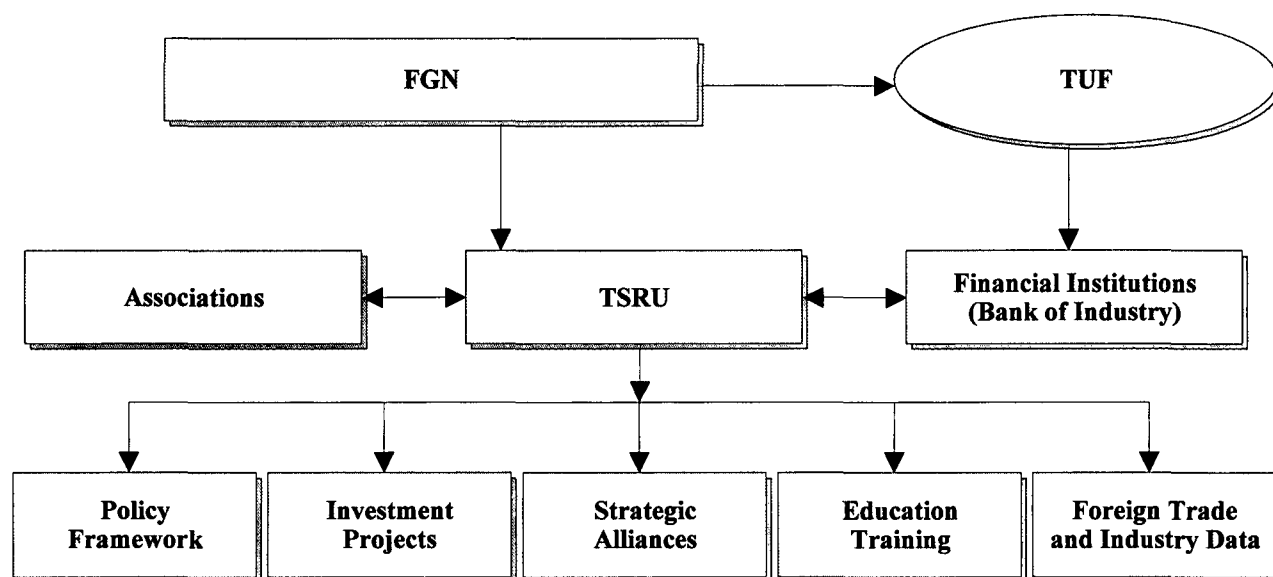 FGN
TUF
Associations
TSRU
Financial Institutions
(Bank of Industry)
Policy
Framework
Investment
Projects
Strategic
Alliances
Education
Training
Foreign Trade
and Industry Data